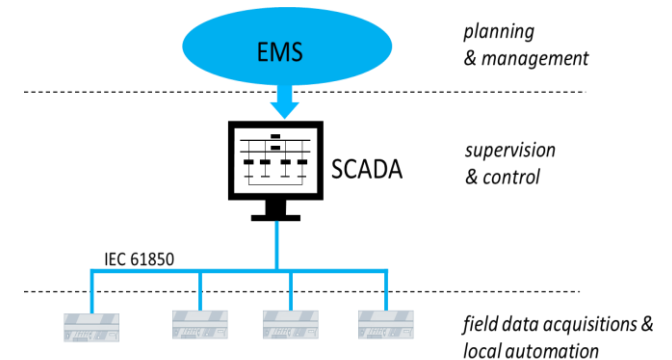 EMS
planning
& management
SCADA
supervision
& control
IEC 61850
field data acquisitions &
local automation